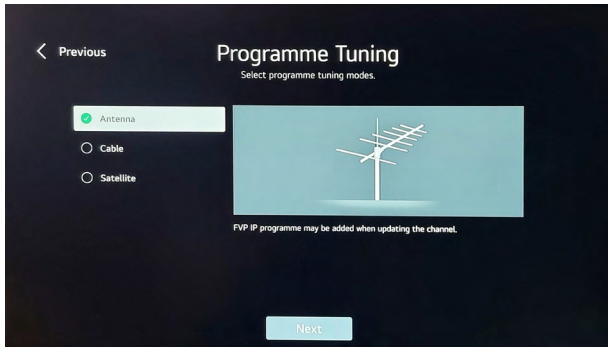 Previous
Programme Tuning
Select programme tuning modes.
Antenna
Cable
Satellite
FVP IP programme may be added when updating the channel.
Next